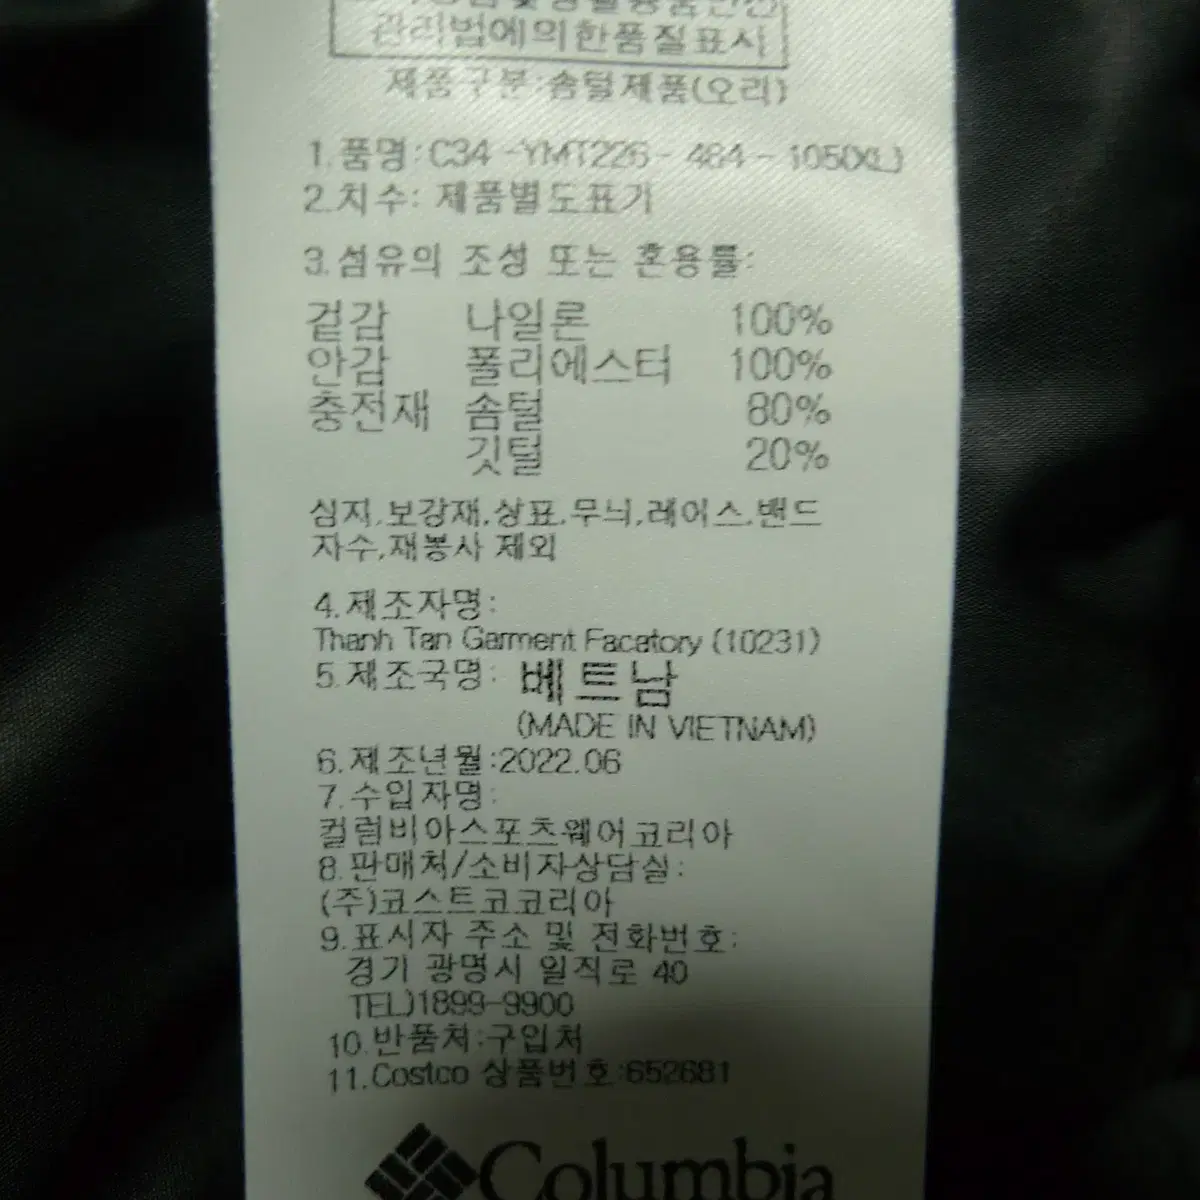 관리법에의한품질표시
제품구분:솜털제품(오리)
1.품명:C34-YMT226-464-1050(XL)
2.치수: 제품별도표기
3.섬유의 조성 또는 혼용률:
겉감 나일론 100%
안감 폴리에스터 100%
충전재 솜털 80%
깃털 20%
심지,보강재,상표,무늬,레이스,밴드
자수,재봉사 제외
4.제조자명:
Thanh Tan Garment Facatory (10231)
5.제조국명: 베트남
(MADE IN VIETNAM)
6.제조년월:2022.06
7.수입자명:
컬럼비아스포츠웨어코리아
8.판매처/소비자상담실:
(주)코스트코코리아
9.표시자 주소 및 전화번호:
경기 광명시 일직로 40
TEL)1899-9900
10.반품처:구입처
11.Costco 상품번호:652681
Columbia